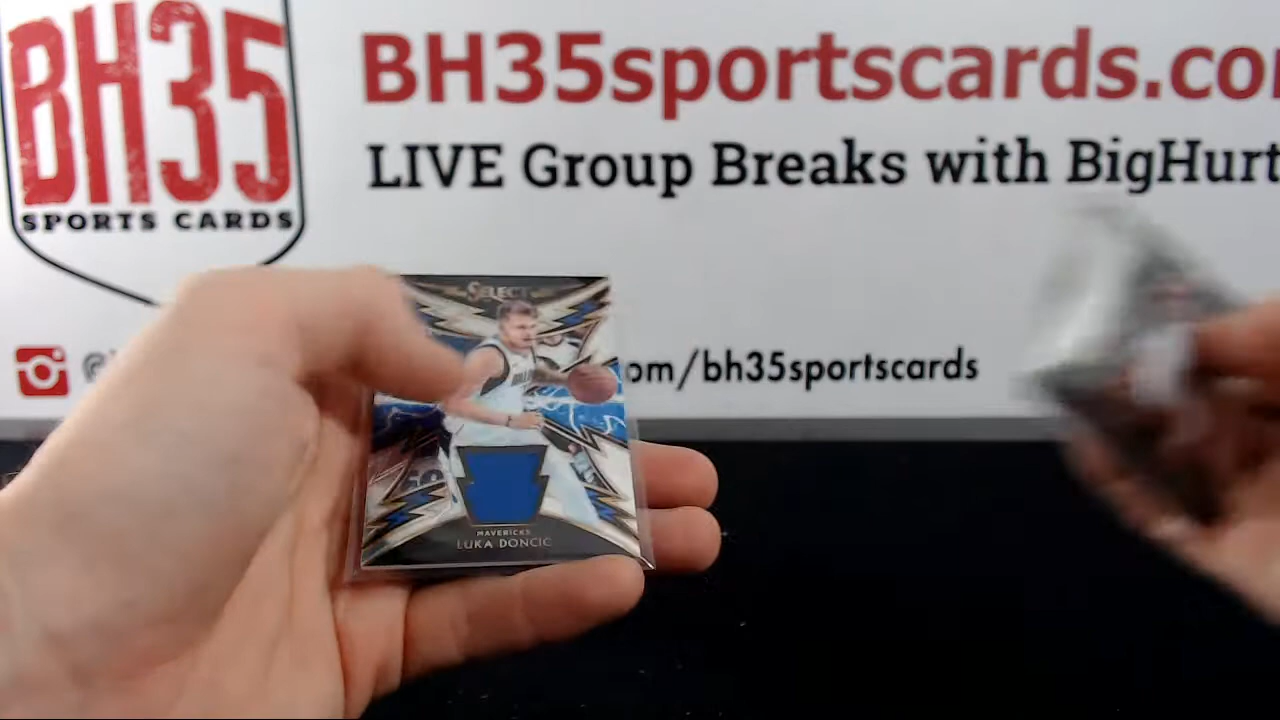 BH35
SPORTS CARDS
BH35sportscards.co
LIVE Group Breaks with BigHurt
@
om/bh35sportscards
SELECT
MAVERICKS
LUKA DONCIC